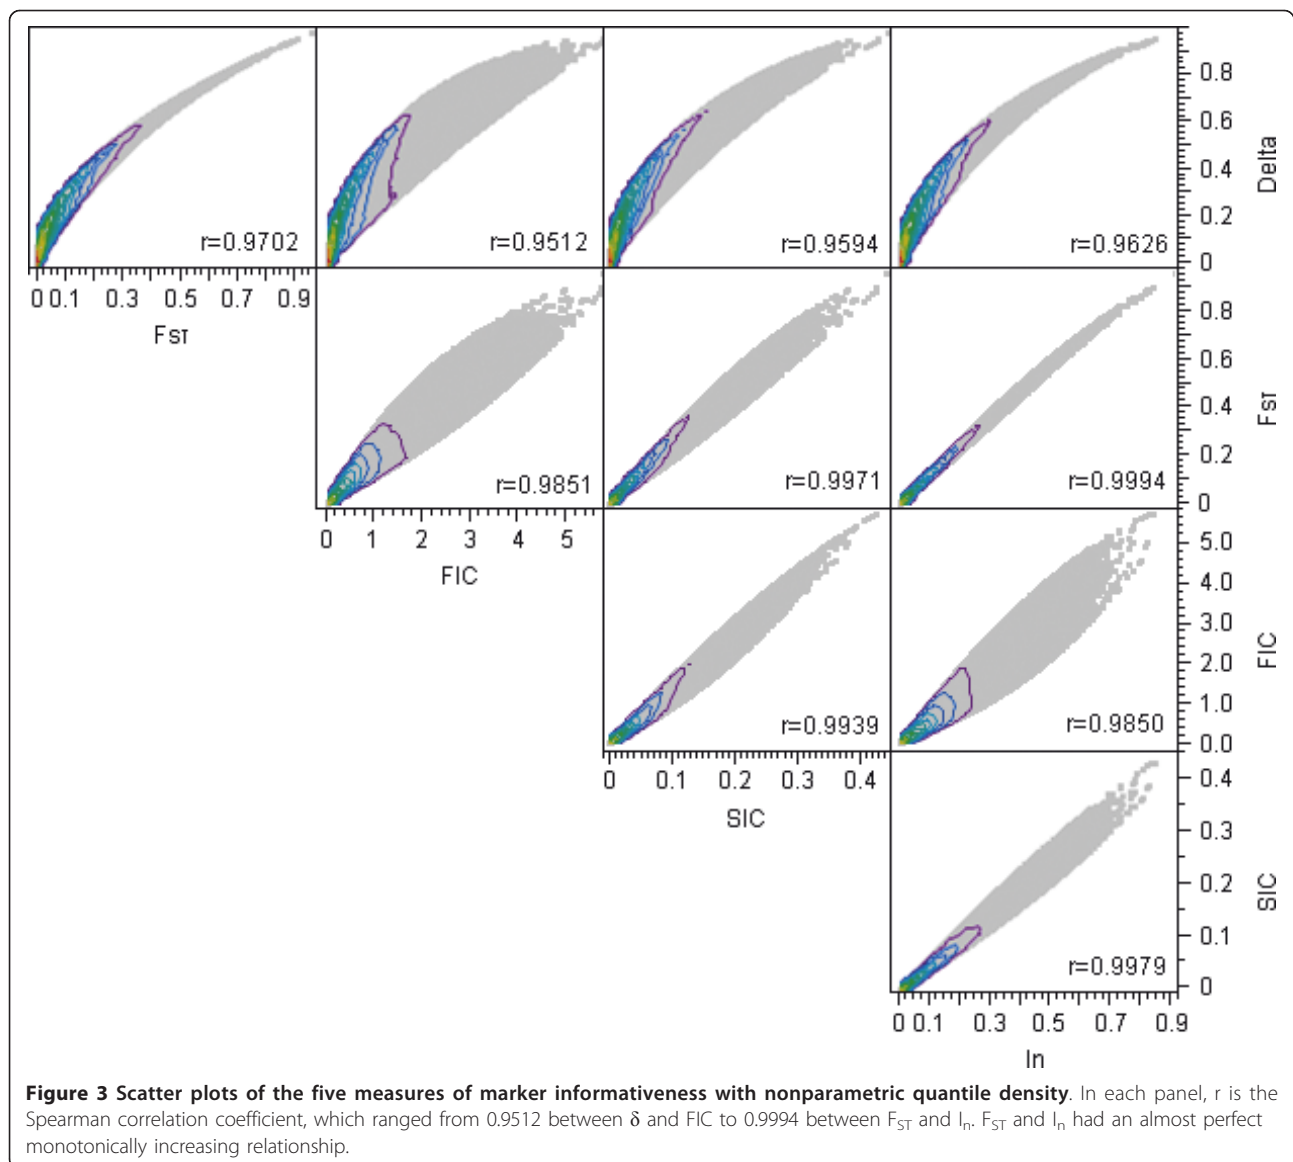 0.8
0.6
0.4
0.2
0
Delta
r=0.9702
r=0.9512
r=0.9594
r=0.9626
0 0.1 0.3 0.5 0.7 0.9
FST
0.8
0.6
0.4
0.2
0
FST
r=0.9851
r=0.9971
r=0.9994
0 1 2 3 4 5
FIC
5.0
4.0
3.0
2.0
1.0
0.0
FIC
r=0.9939
r=0.9850
0 0.1 0.2 0.3 0.4
SIC
0.4
0.3
0.2
0.1
0
SIC
r=0.9979
0 0.1 0.3 0.5 0.7 0.9
In
Figure 3 Scatter plots of the five measures of marker informativeness with nonparametric quantile density. In each panel, r is the
Spearman correlation coefficient, which ranged from 0.9512 between δ and FIC to 0.9994 between FST and In. FST and In had an almost perfect
monotonically increasing relationship.